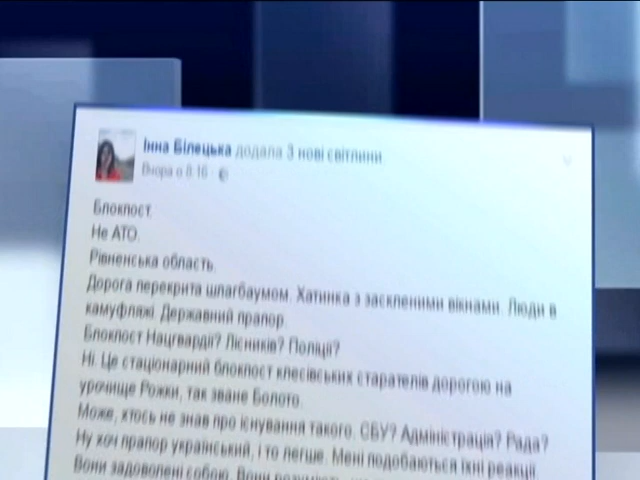 Інна Білецька додала 3 нові світлини
Вчора о 8:16
Блокпост.
Не АТО.
Рівненська область.
Дорога перекрита шлагбаумом. Хатинка з заскленими вікнами. Люди в
камуфляжі. Державний прапор.
Блокпост Нацгвардії? Лісників? Поліції?
Ні. Це стаціонарний блокпост клесівських старателів дорогою на
урочище Рожки, так зване Болото.
Може, хтось не знав про існування такого. СБУ? Адміністрація? Рада?
Ну хоч прапор український, і то легше. Мені подобаються їхні реакції
Вони задоволені собою. Вони